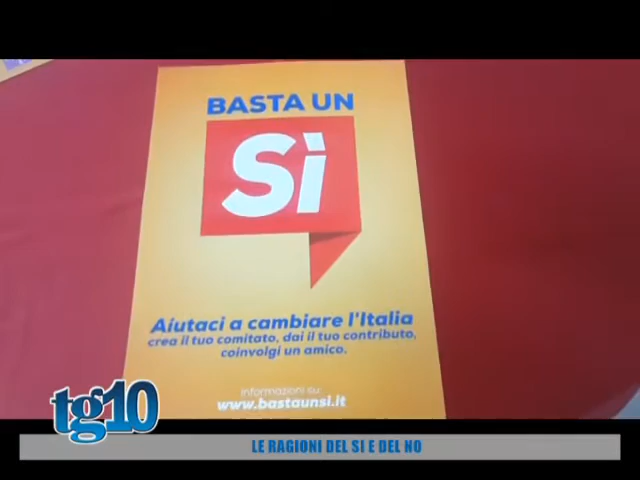 BASTA UN
Sì
Aiutaci a cambiare l'Italia
crea il tuo comitato, dai il tuo contributo,
coinvolgi un amico.
informazioni su:
www.bastaunsi.it
tg10
LE RAGIONI DEL SI E DEL NO